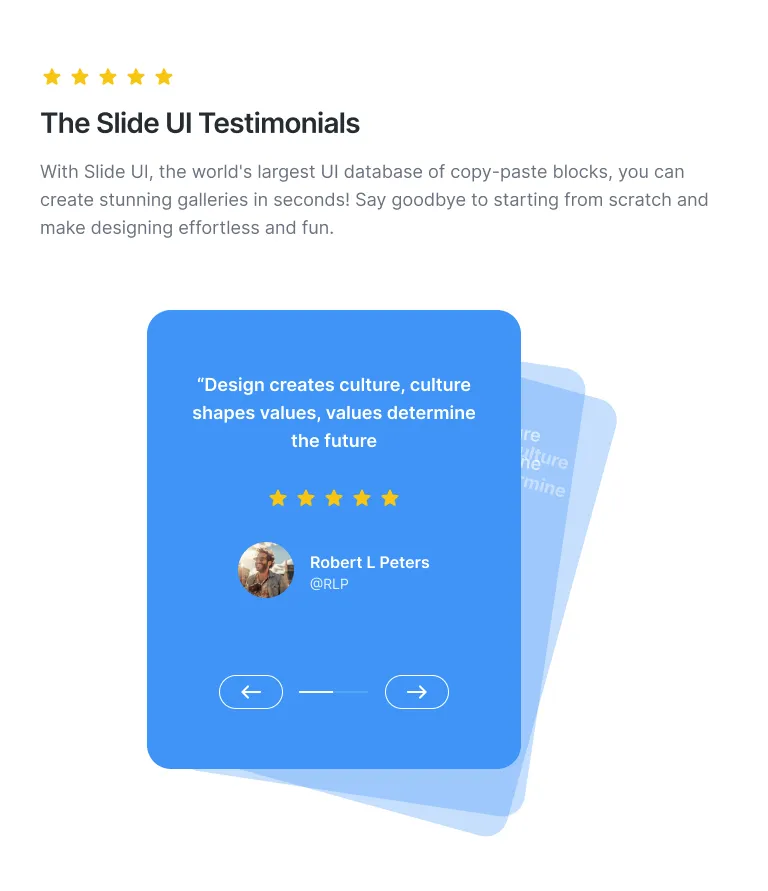 The Slide UI Testimonials
With Slide UI, the world's largest UI database of copy-paste blocks, you can
create stunning galleries in seconds! Say goodbye to starting from scratch and
make designing effortless and fun.
“Design creates culture, culture
shapes values, values determine
the future
Robert L Peters
@RLP